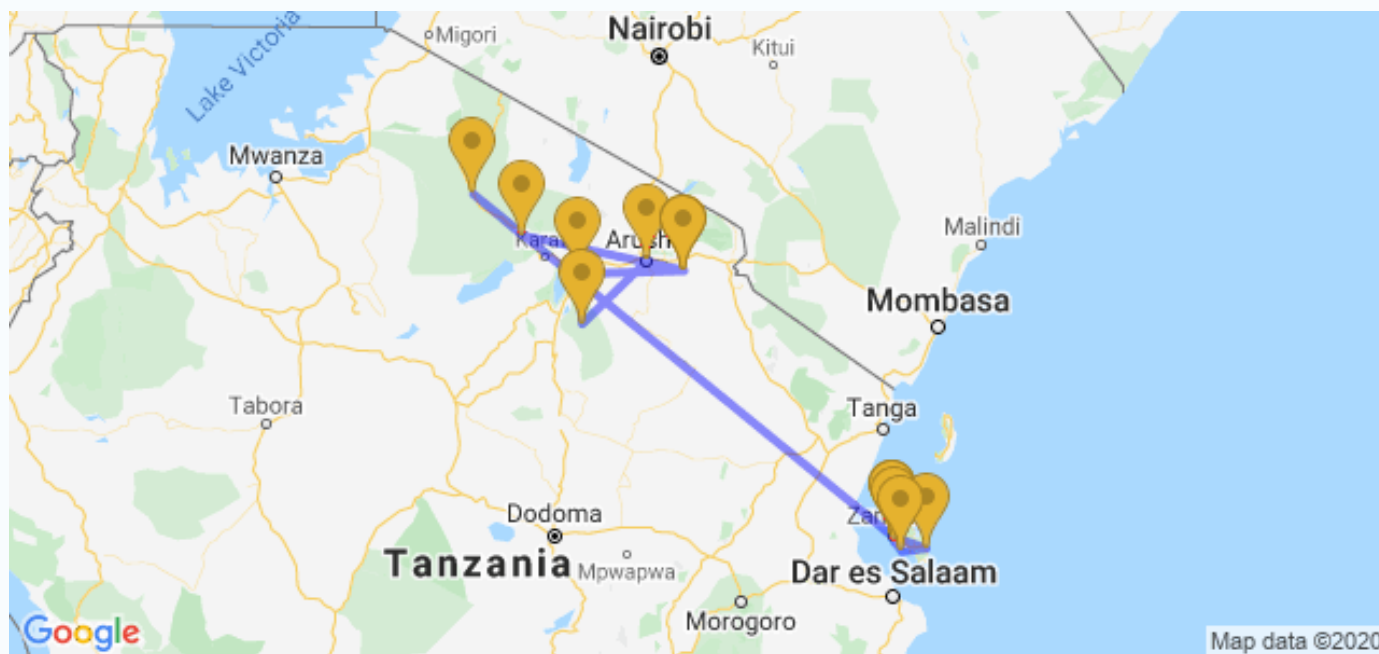 Nairobi
Migori
Kitui
Lake Victoria
Mwanza
Malindi
Mombasa
Tabora
Tanga
Dodoma
Tanzania
Mpwapwa
Dar es Salaam
Morogoro
Google
Map data ©2020